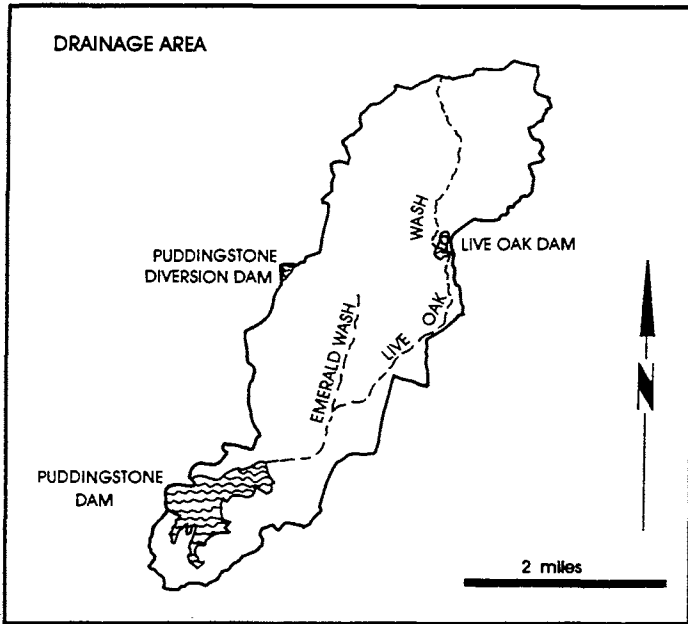 DRAINAGE AREA
WASH
LIVE OAK DAM
PUDDINGSTONE
DIVERSION DAM
EMERALD WASH
LIVE OAK
PUDDINGSTONE
DAM
N
2 miles